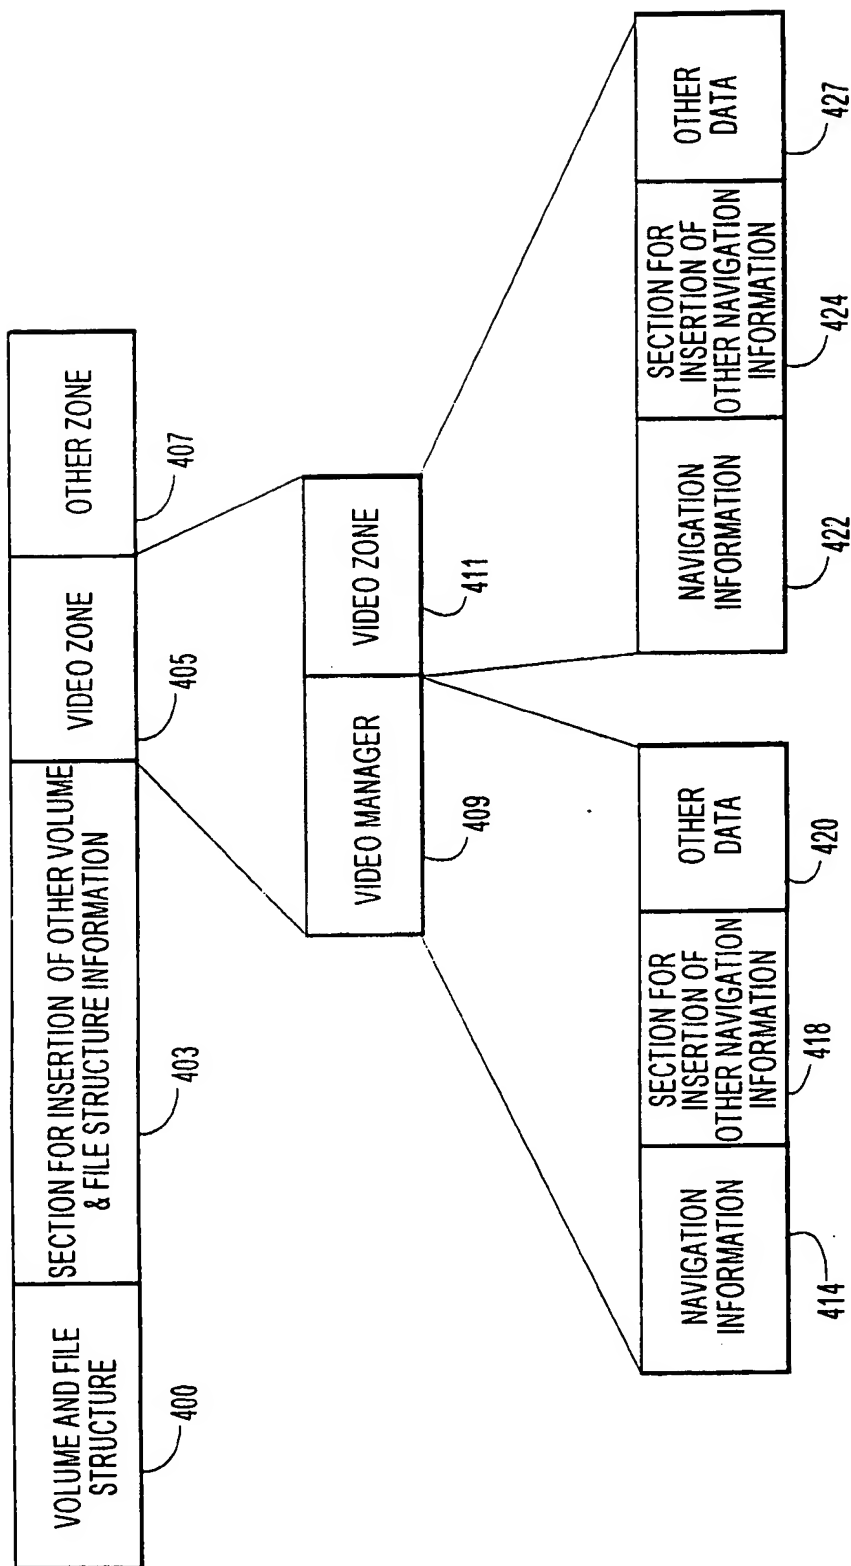 VOLUME AND FILE
STRUCTURE
400
SECTION FOR INSERTION OF OTHER VOLUME
& FILE STRUCTURE INFORMATION
403
VIDEO ZONE
405
OTHER ZONE
407
VIDEO MANAGER
409
VIDEO ZONE
411
NAVIGATION
INFORMATION
414
SECTION FOR
INSERTION OF
OTHER NAVIGATION
INFORMATION
418
OTHER
DATA
420
NAVIGATION
INFORMATION
422
SECTION FOR
INSERTION OF
OTHER NAVIGATION
INFORMATION
424
OTHER
DATA
427